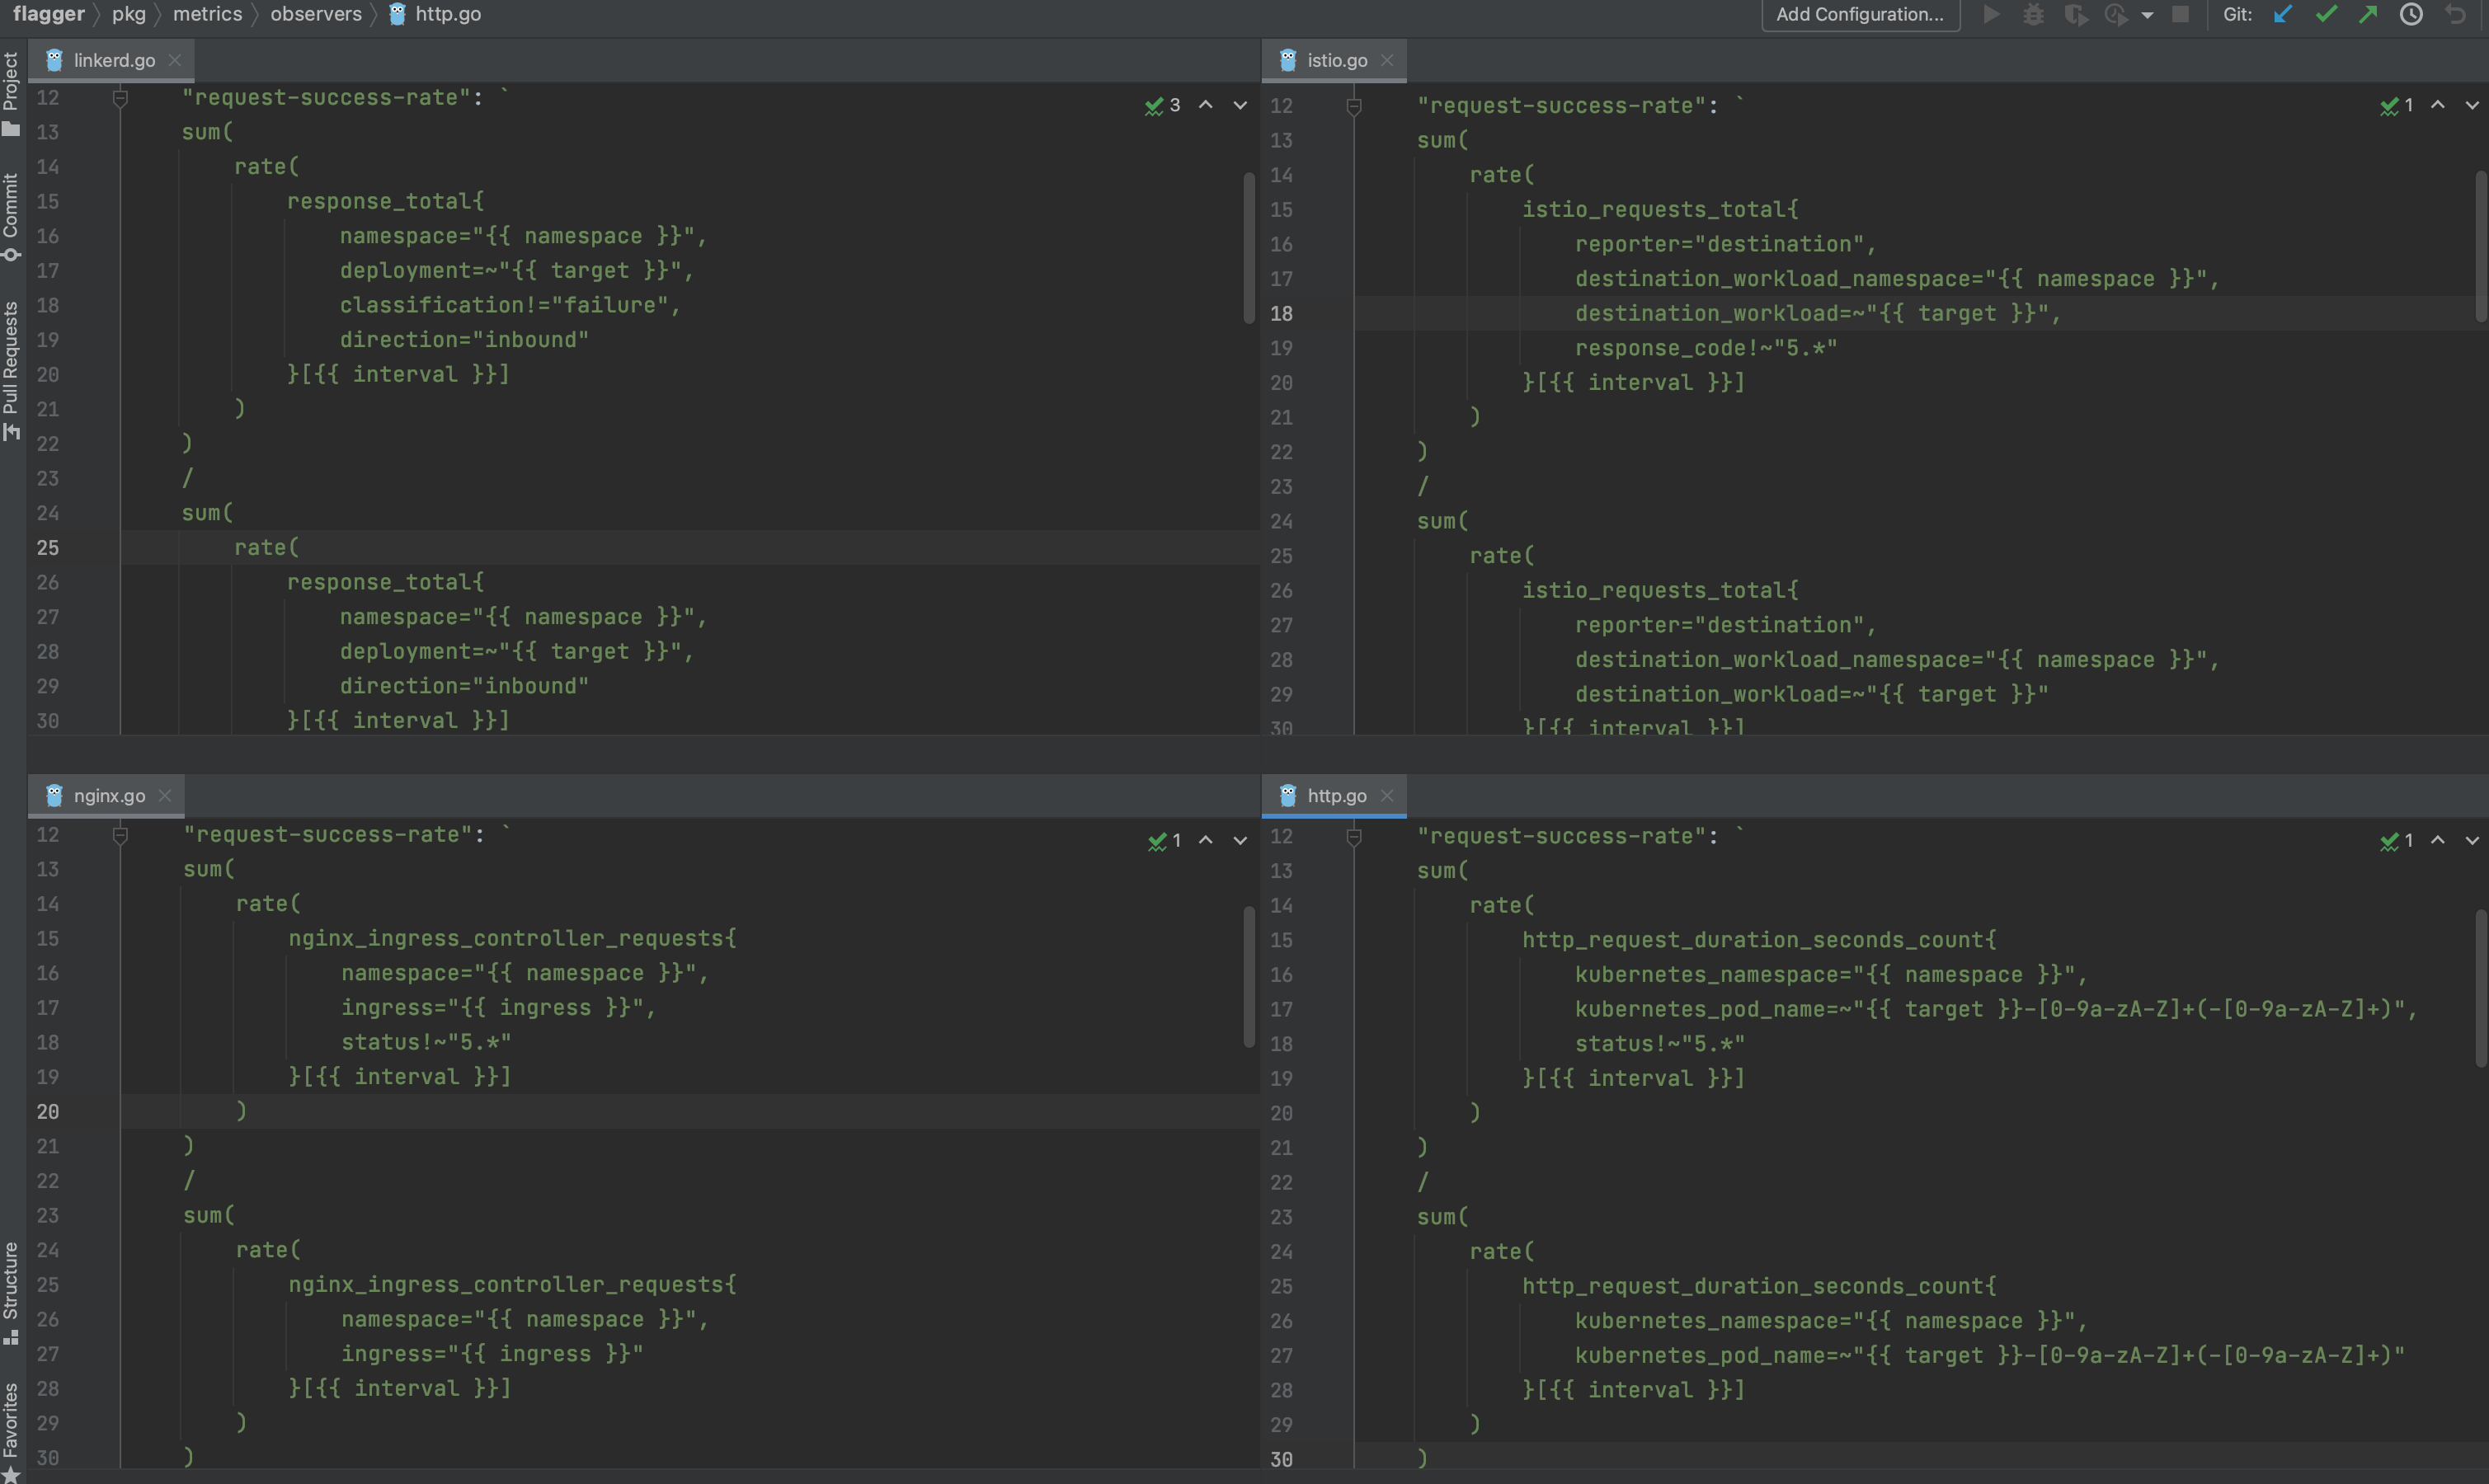 flagger pkg metrics observers http.go
Add Configuration... Git:
Project
Commit
Pull Requests
Structure
Favorites
linkerd.go
3
12 "request-success-rate": `
13 sum(
14 rate(
15 response_total{
16 namespace="{{ namespace }}",
17 deployment=~"{{ target }}",
18 classification!="failure",
19 direction="inbound"
20 }[{{ interval }}]
21 )
22 )
23 /
24 sum(
25 rate(
26 response_total{
27 namespace="{{ namespace }}",
28 deployment=~"{{ target }}",
29 direction="inbound"
30 }[{{ interval }}]
istio.go
1
12 "request-success-rate": `
13 sum(
14 rate(
15 istio_requests_total{
16 reporter="destination",
17 destination_workload_namespace="{{ namespace }}",
18 destination_workload=~"{{ target }}",
19 response_code!~"5.*"
20 }[{{ interval }}]
21 )
22 )
23 /
24 sum(
25 rate(
26 istio_requests_total{
27 reporter="destination",
28 destination_workload_namespace="{{ namespace }}",
29 destination_workload=~"{{ target }}"
30 }[{{ interval }}]
nginx.go
1
12 "request-success-rate": `
13 sum(
14 rate(
15 nginx_ingress_controller_requests{
16 namespace="{{ namespace }}",
17 ingress="{{ ingress }}",
18 status!~"5.*"
19 }[{{ interval }}]
20 )
21 )
22 /
23 sum(
24 rate(
25 nginx_ingress_controller_requests{
26 namespace="{{ namespace }}",
27 ingress="{{ ingress }}"
28 }[{{ interval }}]
29 )
30 )
http.go
1
12 "request-success-rate": `
13 sum(
14 rate(
15 http_request_duration_seconds_count{
16 kubernetes_namespace="{{ namespace }}",
17 kubernetes_pod_name=~"{{ target }}-[0-9a-zA-Z]+(-[0-9a-zA-Z]+)",
18 status!~"5.*"
19 }[{{ interval }}]
20 )
21 )
22 /
23 sum(
24 rate(
25 http_request_duration_seconds_count{
26 kubernetes_namespace="{{ namespace }}",
27 kubernetes_pod_name=~"{{ target }}-[0-9a-zA-Z]+(-[0-9a-zA-Z]+)"
28 }[{{ interval }}]
29 )
30 )